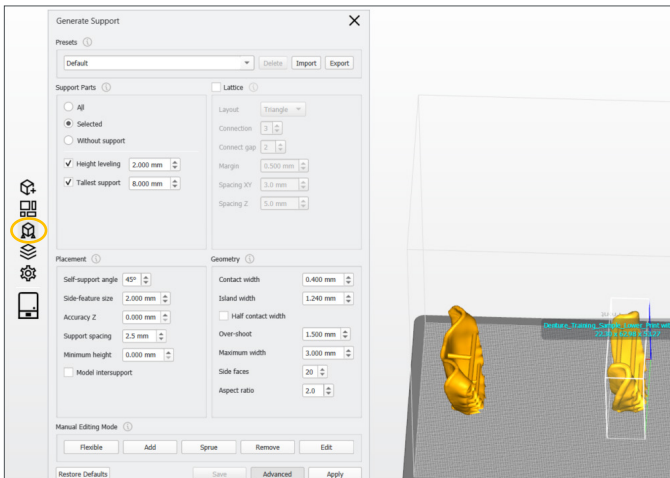 Generate Support
Presets
Default
Delete Import Export
Support Parts
All
Selected
Without support
Height leveling 2.000 mm
Tallest support 8.000 mm
Lattice
Layout Triangle
Connection 3
Connect gap 2
Margin 0.500 mm
Spacing XY 3.0 mm
Spacing Z 5.0 mm
Placement
Self-support angle 45°
Side-feature size 2.000 mm
Accuracy Z 0.000 mm
Support spacing 2.5 mm
Minimum height 0.000 mm
Model intersupport
Geometry
Contact width 0.400 mm
Island width 1.240 mm
Half contact width
Over-shoot 1.500 mm
Maximum width 3.000 mm
Side faces 20
Aspect ratio 2.0
Manual Editing Mode
Flexible Add Sprue Remove Edit
Restore Defaults Save Advanced Apply
Denture_Training_Sample_Lower_Print